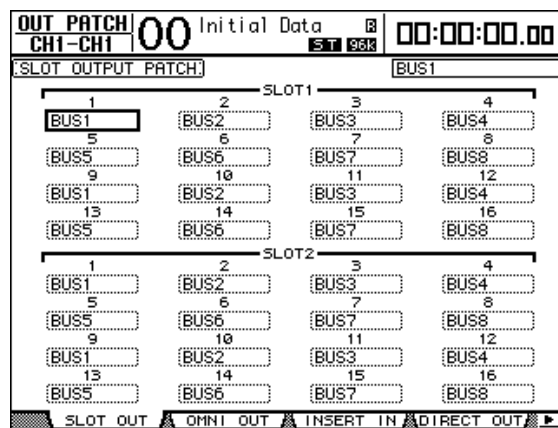 OUT PATCH 00 Initial Data R 00:00:00.00
CH1-CH1 ST 96k
SLOT OUTPUT PATCH BUS1
SLOT1
1 2 3 4
BUS1 BUS2 BUS3 BUS4
5 6 7 8
BUS5 BUS6 BUS7 BUS8
9 10 11 12
BUS1 BUS2 BUS3 BUS4
13 14 15 16
BUS5 BUS6 BUS7 BUS8
SLOT2
1 2 3 4
BUS1 BUS2 BUS3 BUS4
5 6 7 8
BUS5 BUS6 BUS7 BUS8
9 10 11 12
BUS1 BUS2 BUS3 BUS4
13 14 15 16
BUS5 BUS6 BUS7 BUS8
SLOT OUT OMNI OUT INSERT IN DIRECT OUT